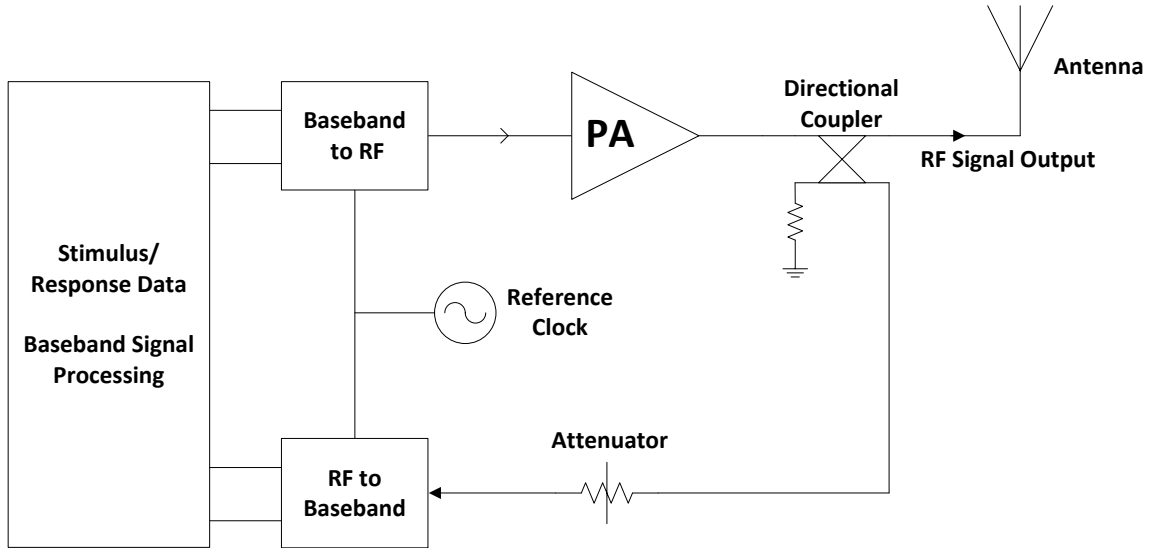 Antenna
Directional
Coupler
Baseband
to RF
PA
RF Signal Output
Stimulus/
Response Data
Baseband Signal
Processing
Reference
Clock
Attenuator
RF to
Baseband